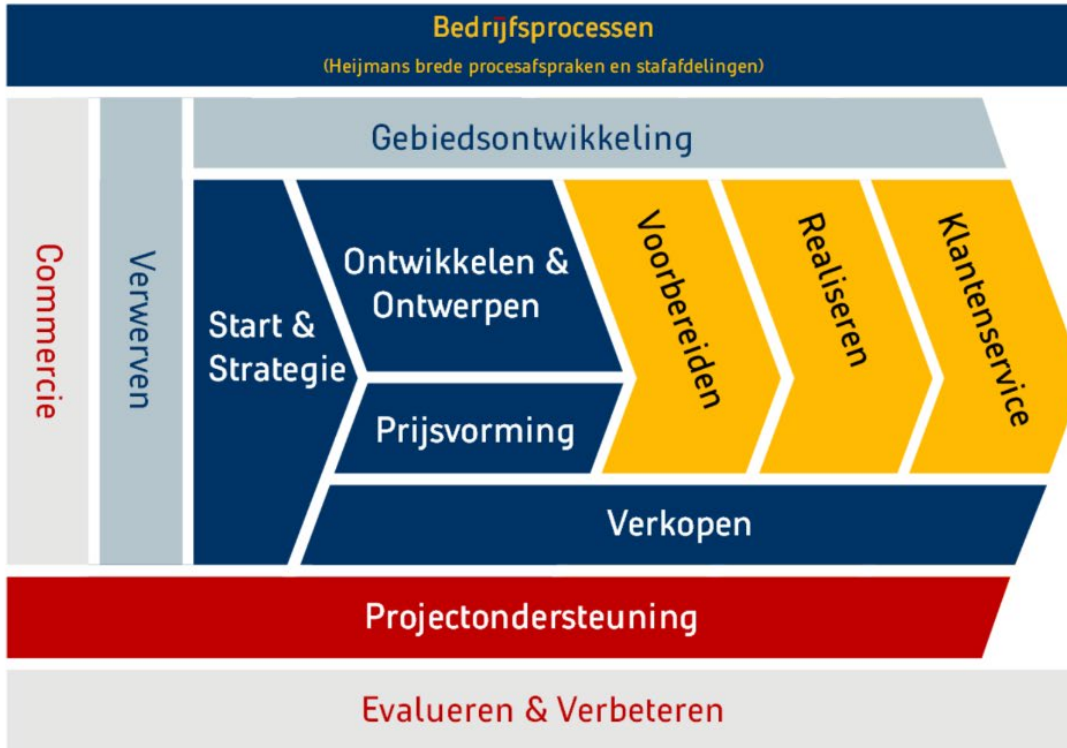 Bedrijfsprocessen
(Heijmans brede procesafspraken en stafafdelingen)
Commercie
Verwerven
Gebiedsontwikkeling
Start &
Strategie
Ontwikkelen &
Ontwerpen
Prijsvorming
Voorbereiden
Realiseren
Klantenservice
Verkopen
Projectondersteuning
Evalueren & Verbeteren